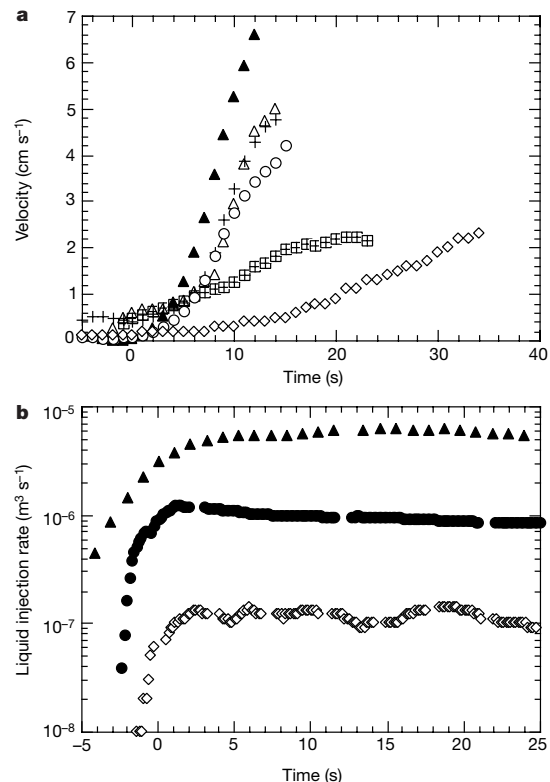 a
7
6
5
4
3
2
1
0
Velocity (cm s⁻¹)
0 10 20 30 40
Time (s)
b
10⁻⁵
10⁻⁶
10⁻⁷
10⁻⁸
Liquid injection rate (m³ s⁻¹)
–5 0 5 10 15 20 25
Time (s)